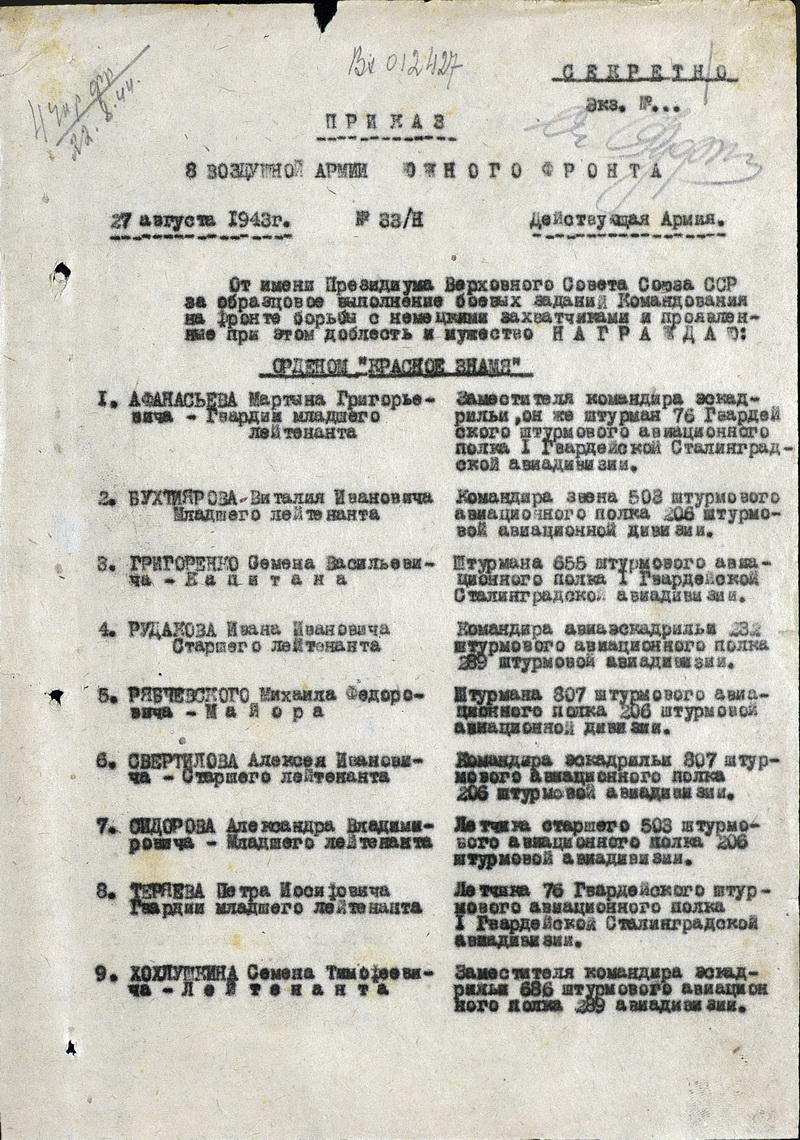 Вх 012427
СЕКРЕТНО
Экз. №...
22.8.44.
ПРИКАЗ
8 ВОЗДУШНОЙ АРМИИ ЮЖНОГО ФРОНТА
27 августа 1943г. № 33/Н Действующая Армия.
От имени Президиума Верховного Совета Союза ССР
за образцовое выполнение боевых заданий Командования
на фронте борьбы с немецкими захватчиками и проявлен-
ные при этом доблесть и мужество НАГРАЖДАЮ:
ОРДЕНОМ "КРАСНОЕ ЗНАМЯ"
1. АФАНАСЬЕВА Мартына Григорье-
вича - Гвардии младшего
лейтенанта
Заместителя командира эскад-
рильи,он же штурман 76 Гвардей
ского штурмового авиационного
полка I Гвардейской Сталинград-
ской авиадивизии.
2. БУХТИЯРОВА-Виталия Ивановича
Младшего лейтенанта
Командира звена 503 штурмового
авиационного полка 206 штурмо-
вой авиационной дивизии.
3. ГРИГОРЕНКО Семена Васильеви-
ча - Капитана
Штурмана 655 штурмового авиа-
ционного полка I Гвардейской
Сталинградской авиадивизии.
4. РУДАКОВА Ивана Ивановича
Старшего лейтенанта
Командира авиаэскадрильи 232
штурмового авиационного полка
289 штурмовой авиадивизии.
5. РЯБЧЕВСКОГО Михаила Федоро-
вича - Майора
Штурмана 807 штурмового авиа-
ционного полка 206 штурмовой
авиационной дивизии.
6. СВЕРТИЛОВА Алексея Иванови-
ча - Старшего лейтенанта
Командира эскадрильи 807 штур-
мового авиационного полка
206 штурмовой авиадивизии.
7. СИДОРОВА Александра Владими-
ровича - Младшего лейтенанта
Летчика старшего 503 штурмо-
вого авиационного полка 206
штурмовой авиадивизии.
8. ТЕРЯЕВА Петра Иосифовича
Гвардии младшего лейтенанта
Летчика 76 Гвардейского штур-
мового авиационного полка
I Гвардейской Сталинградской
авиадивизии.
9. ХОХЛУШКИНА Семена Тимофееви-
ча - Лейтенанта
Заместителя командира эскад-
рильи 686 штурмового авиацион
ного полка 289 авиадивизии.